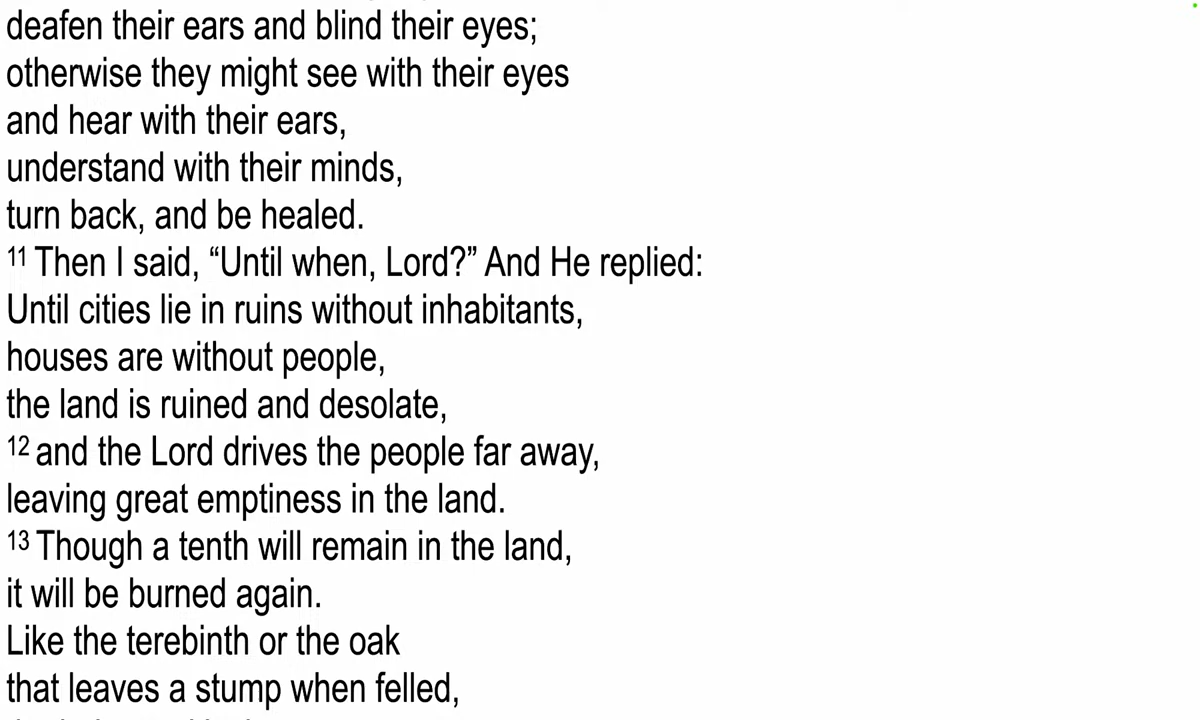 deafen their ears and blind their eyes;
otherwise they might see with their eyes
and hear with their ears,
understand with their minds,
turn back, and be healed.
11 Then I said, “Until when, Lord?” And He replied:
Until cities lie in ruins without inhabitants,
houses are without people,
the land is ruined and desolate,
12 and the Lord drives the people far away,
leaving great emptiness in the land.
13 Though a tenth will remain in the land,
it will be burned again.
Like the terebinth or the oak
that leaves a stump when felled,